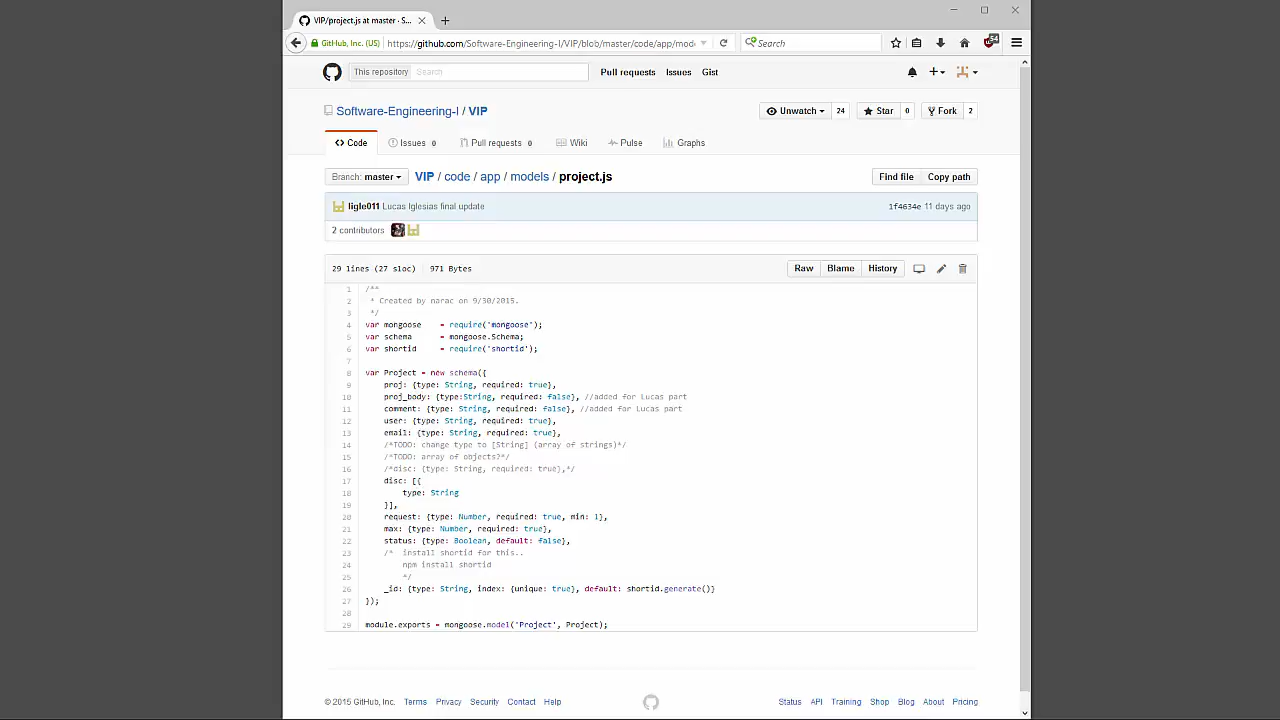 VIP/project.js at master · S...
GitHub, Inc. (US) https://github.com/Software-Engineering-I/VIP/blob/master/code/app/mod Search 54
This repository Search Pull requests Issues Gist
Software-Engineering-I / VIP Unwatch 24 Star 0 Fork 2
Code Issues 0 Pull requests 0 Wiki Pulse Graphs
Branch: master VIP / code / app / models / project.js Find file Copy path
ligle011 Lucas Iglesias final update 1f4634e 11 days ago
2 contributors
29 lines (27 sloc) 971 Bytes Raw Blame History
1 /**
2 * Created by narac on 9/30/2015.
3 */
4 var mongoose = require('mongoose');
5 var schema = mongoose.Schema;
6 var shortid = require('shortid');
7
8 var Project = new schema({
9 proj: {type: String, required: true},
10 proj_body: {type:String, required: false}, //added for Lucas part
11 comment: {type: String, required: false}, //added for Lucas part
12 user: {type: String, required: true},
13 email: {type: String, required: true},
14 /*TODO: change type to [String] (array of strings)*/
15 /*TODO: array of objects?*/
16 /*disc: {type: String, required: true},*/
17 disc: [{
18 type: String
19 }],
20 request: {type: Number, required: true, min: 1},
21 max: {type: Number, required: true},
22 status: {type: Boolean, default: false},
23 /* install shortid for this..
24 npm install shortid
25 */
26 _id: {type: String, index: {unique: true}, default: shortid.generate()}
27 });
28
29 module.exports = mongoose.model('Project', Project);
© 2015 GitHub, Inc. Terms Privacy Security Contact Help Status API Training Shop Blog About Pricing